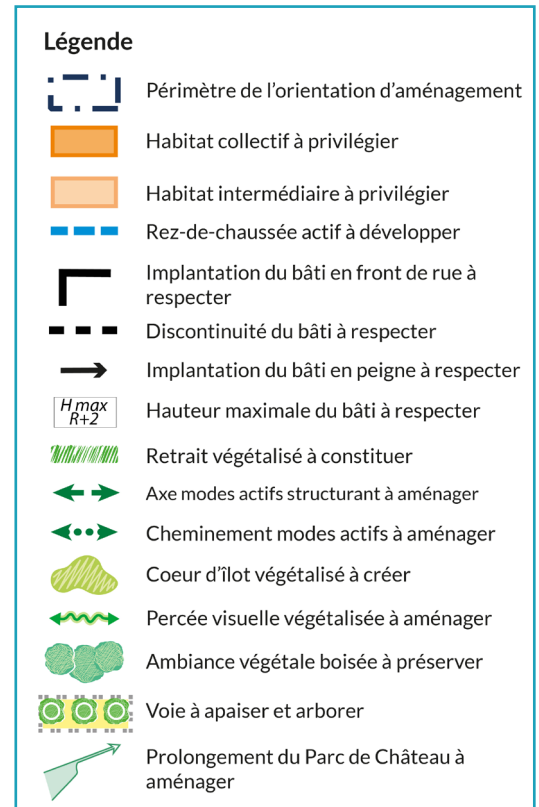 Légende
Périmètre de l'orientation d'aménagement
Habitat collectif à privilégier
Habitat intermédiaire à privilégier
Rez-de-chaussée actif à développer
Implantation du bâti en front de rue à
respecter
Discontinuité du bâti à respecter
Implantation du bâti en peigne à respecter
H max
R+2
Hauteur maximale du bâti à respecter
Retrait végétalisé à constituer
Axe modes actifs structurant à aménager
Cheminement modes actifs à aménager
Coeur d'îlot végétalisé à créer
Percée visuelle végétalisée à aménager
Ambiance végétale boisée à préserver
Voie à apaiser et arborer
Prolongement du Parc de Château à
aménager